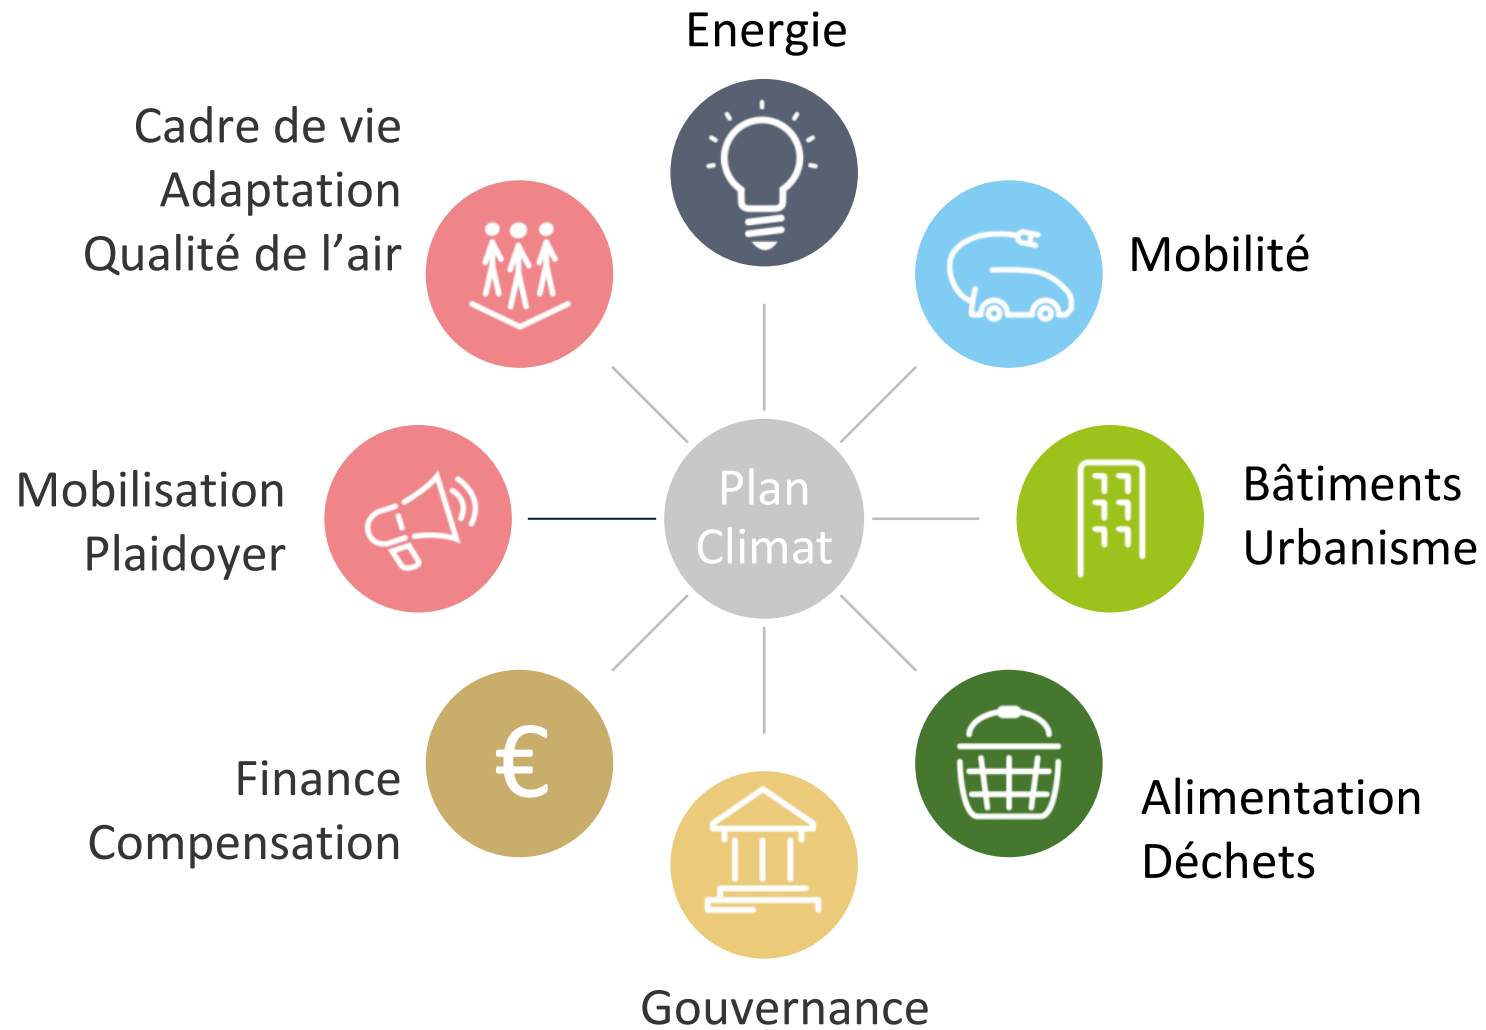 Energie
Cadre de vie
Adaptation
Qualité de l’air
Mobilité
Mobilisation
Plaidoyer
Plan
Climat
Bâtiments
Urbanisme
Finance
Compensation
€
Alimentation
Déchets
Gouvernance